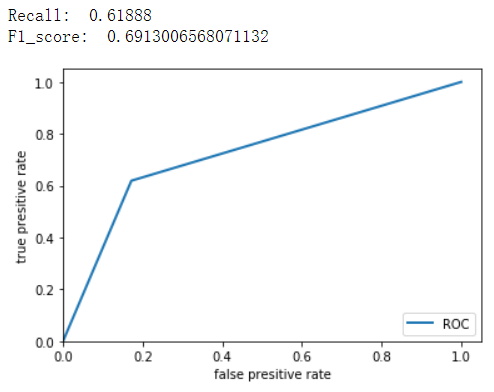 Recall:  0.61888
F1_score:  0.6913006568071132
1.0
0.8
0.6
0.4
0.2
0.0
true presitive rate
0.0
0.2
0.4
0.6
0.8
1.0
false presitive rate
ROC